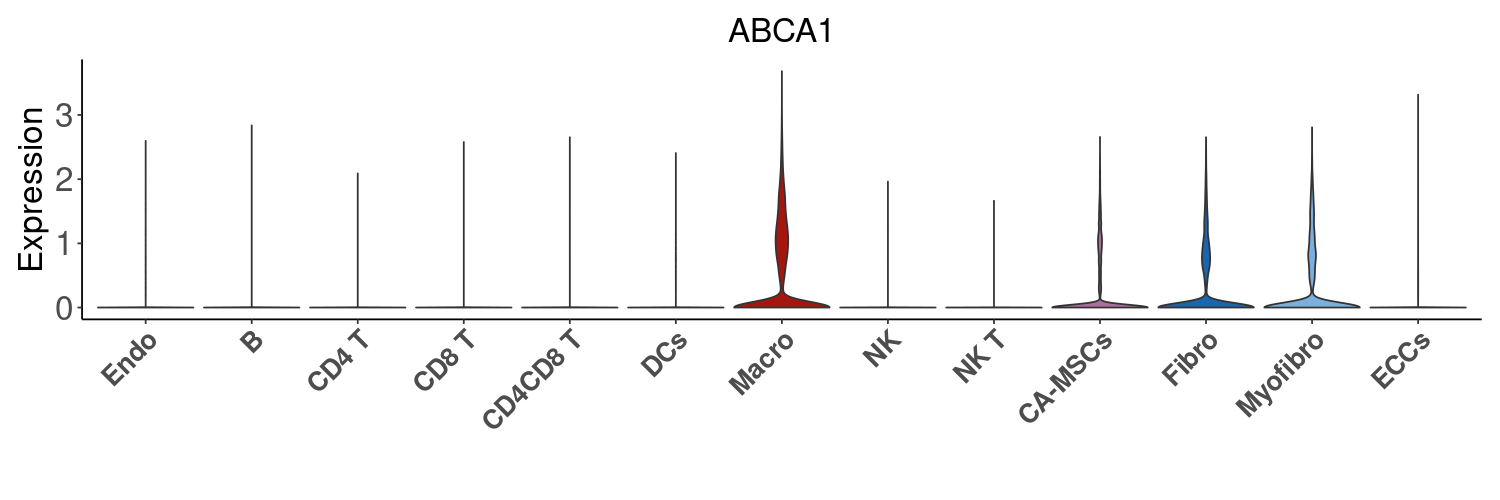 ABCA1
Expression
3
2
1
0
Endo
B
CD4 T
CD8 T
CD4CD8 T
DCs
Macro
NK
NK T
CA-MSCs
Fibro
Myofibro
ECCs